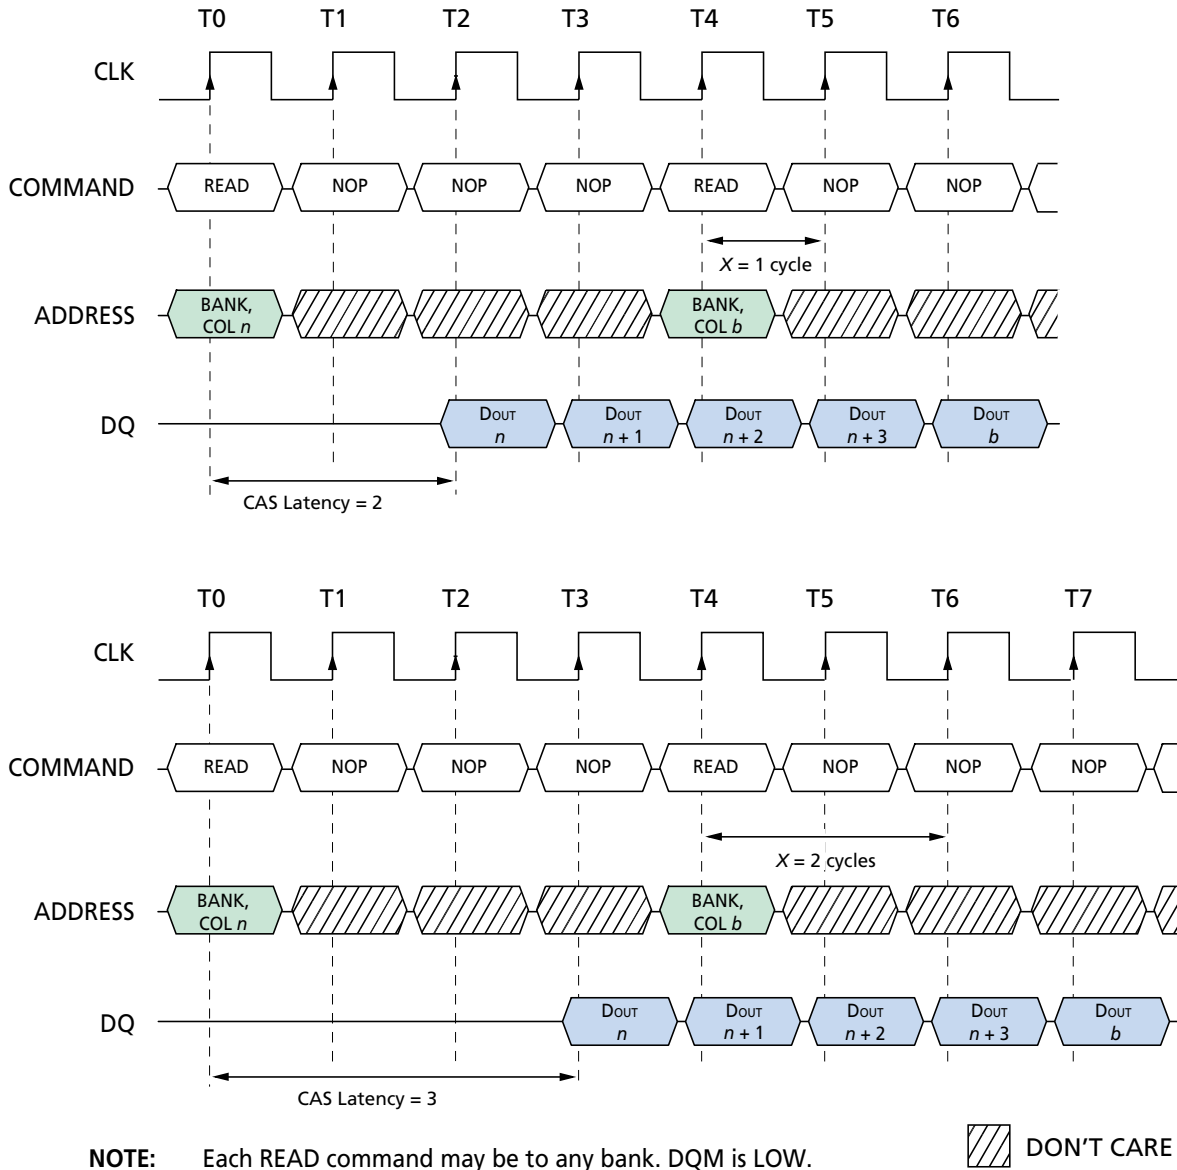 T0 T1 T2 T3 T4 T5 T6
CLK
COMMAND READ NOP NOP NOP READ NOP NOP
X = 1 cycle
ADDRESS BANK, COL n BANK, COL b
DQ DOUT n DOUT n + 1 DOUT n + 2 DOUT n + 3 DOUT b
CAS Latency = 2
T0 T1 T2 T3 T4 T5 T6 T7
CLK
COMMAND READ NOP NOP NOP READ NOP NOP NOP
X = 2 cycles
ADDRESS BANK, COL n BANK, COL b
DQ DOUT n DOUT n + 1 DOUT n + 2 DOUT n + 3 DOUT b
CAS Latency = 3
NOTE: Each READ command may be to any bank. DQM is LOW.
DON'T CARE